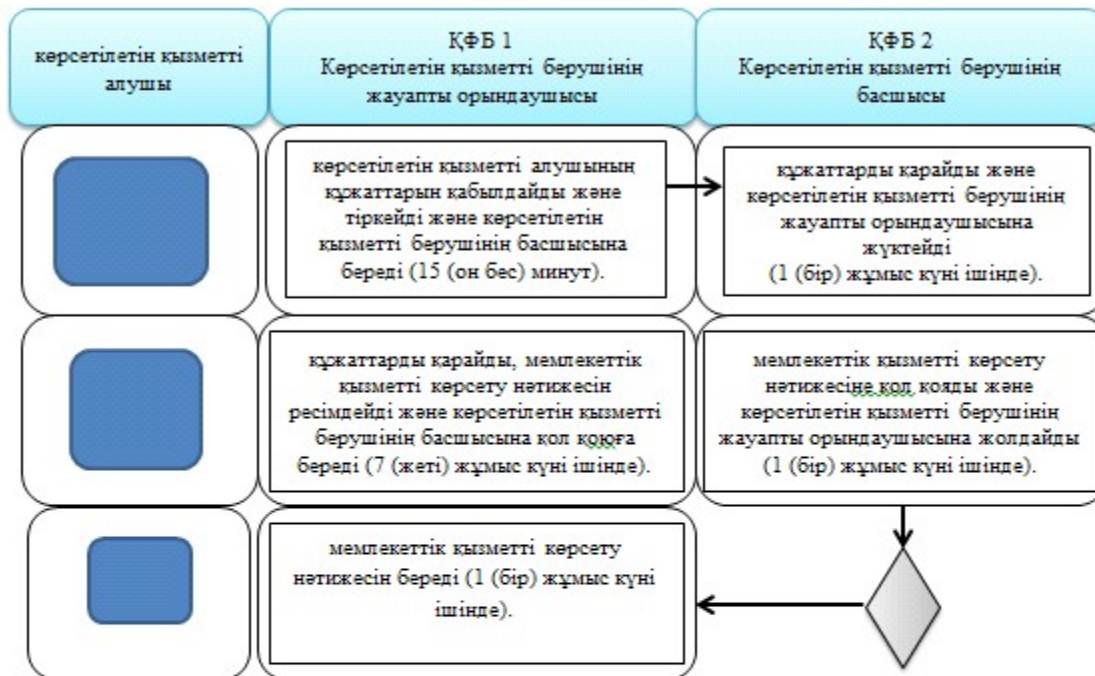 көрсетілетін қызметті
алушы
ҚФБ 1
Көрсетілетін қызметті берушінің
жауапты орындаушысы
ҚФБ 2
Көрсетілетін қызметті берушінің
басшысы
көрсетілетін қызметті алушының
құжаттарын қабылдайды және
тіркейді және көрсетілетін
қызметті берушінің басшысына
береді (15 (он бес) минут).
құжаттарды қарайды және
көрсетілетін қызметті берушінің
жауапты орындаушысына
жүктейді
(1 (бір) жұмыс күні ішінде).
құжаттарды қарайды, мемлекеттік
қызметті көрсету нәтижесін
ресімдейді және көрсетілетін қызметті
берушінің басшысына қол қоюға
береді (7 (жеті) жұмыс күні ішінде).
мемлекеттік қызметті көрсету
нәтижесіне қол қояды және
көрсетілетін қызметті берушінің
жауапты орындаушысына жолдайды
(1 (бір) жұмыс күні ішінде).
мемлекеттік қызметті көрсету
нәтижесін береді (1 (бір) жұмыс күні
ішінде).